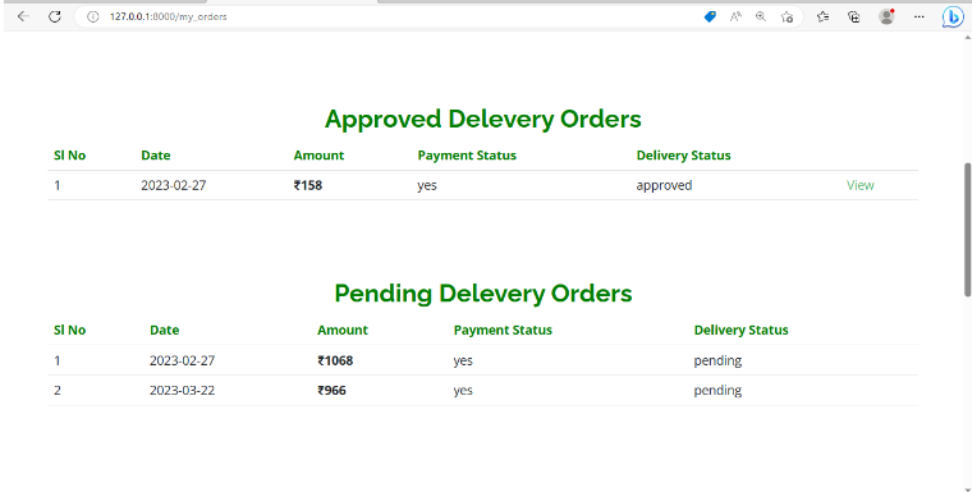 127.0.0.1:8000/my_orders
Approved Delevery Orders
Sl No Date Amount Payment Status Delivery Status
1 2023-02-27 ₹158 yes approved View
Pending Delevery Orders
Sl No Date Amount Payment Status Delivery Status
1 2023-02-27 ₹1068 yes pending
2 2023-03-22 ₹966 yes pending